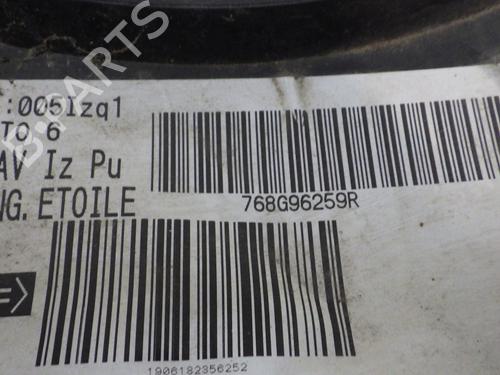 :005Izq1
TO 6
AV Iz Pu
NG.ETOILE
768G96259R
=>
1906182356252
B-PARTS